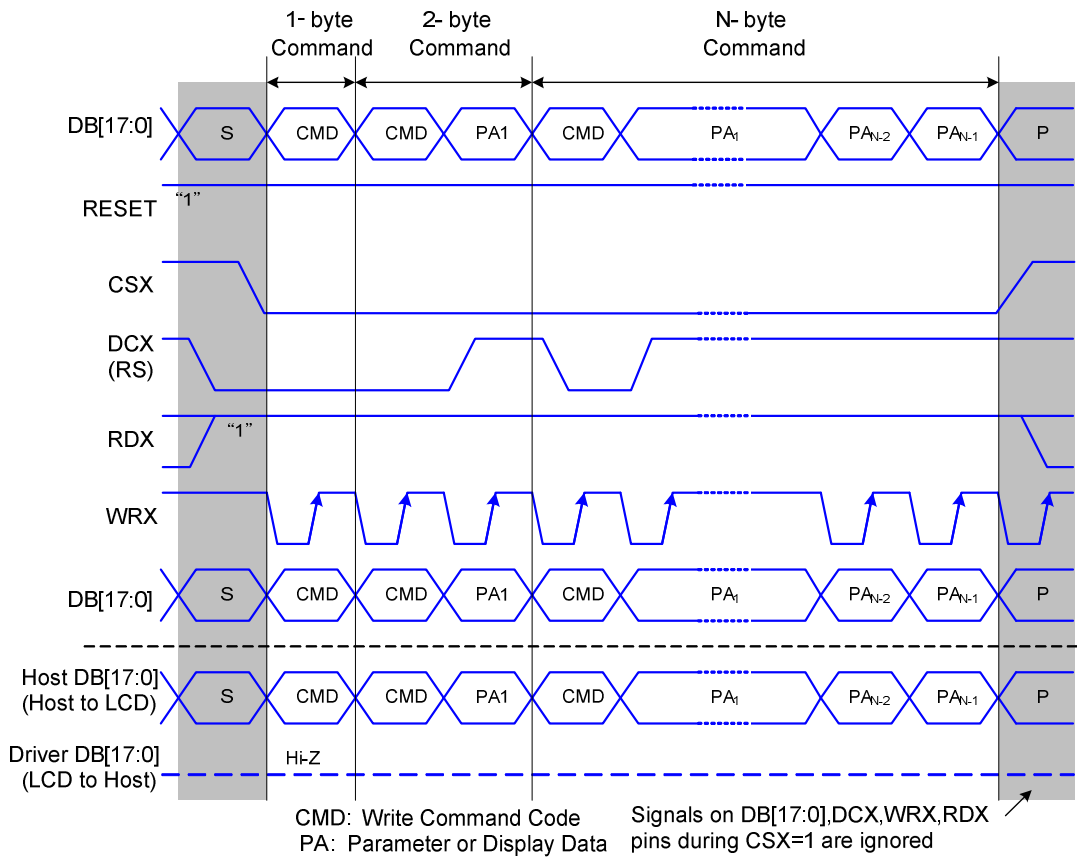 1- byte
Command
2- byte
Command
N- byte
Command
DB[17:0]
S
CMD
CMD
PA1
CMD
PA1
PAN-2
PAN-1
P
RESET
“1”
CSX
DCX
(RS)
RDX
“1”
WRX
DB[17:0]
S
CMD
CMD
PA1
CMD
PA1
PAN-2
PAN-1
P
Host DB[17:0]
(Host to LCD)
S
CMD
CMD
PA1
CMD
PA1
PAN-2
PAN-1
P
Driver DB[17:0]
(LCD to Host)
Hi-Z
CMD: Write Command Code
PA: Parameter or Display Data
Signals on DB[17:0],DCX,WRX,RDX
pins during CSX=1 are ignored